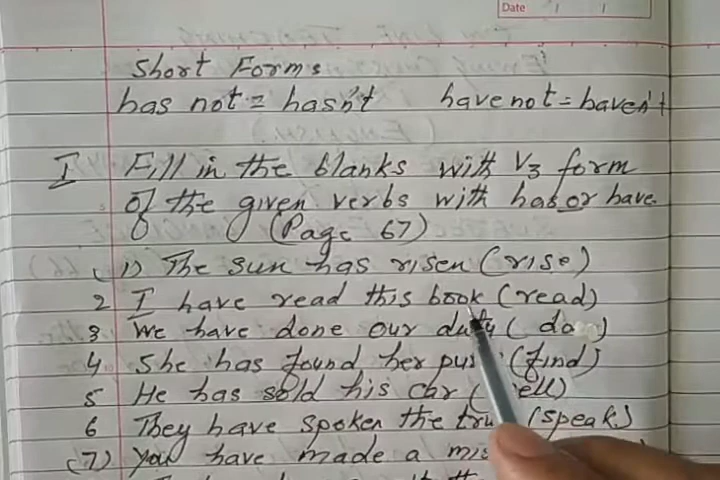 Date / /
Short Forms
has not = hasn't have not = haven't
I Fill in the blanks with V3 form
of the given verbs with has or have
(Page 67)
(1) The sun has risen (rise)
2 I have read this book (read)
3 We have done our duty (do)
4 She has found her (find)
5 He has sold his car
6 They have spoken the (speak)
(7) You have made a